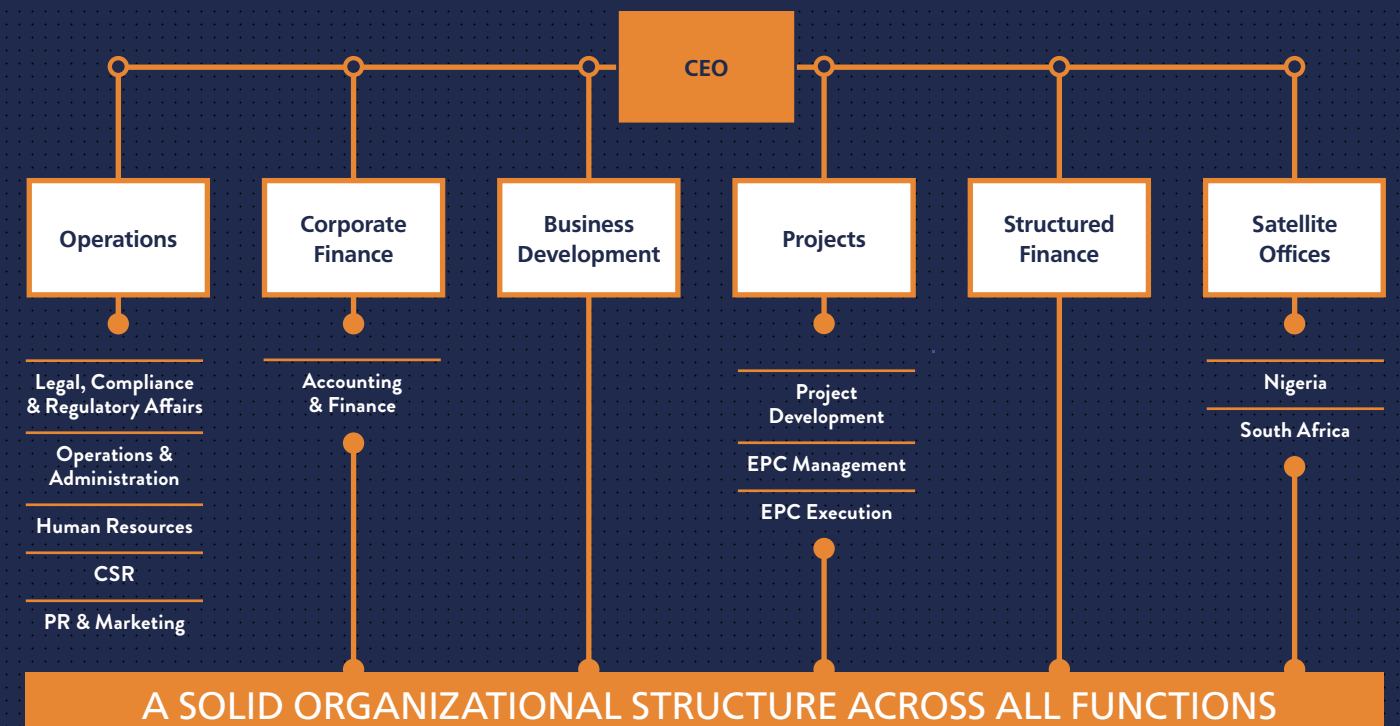 CEO
Operations
Corporate
Finance
Business
Development
Projects
Structured
Finance
Satellite
Offices
Legal, Compliance
& Regulatory Affairs
Operations &
Administration
Human Resources
CSR
PR & Marketing
Accounting
& Finance
Project
Development
EPC Management
EPC Execution
Nigeria
South Africa
A SOLID ORGANIZATIONAL STRUCTURE ACROSS ALL FUNCTIONS